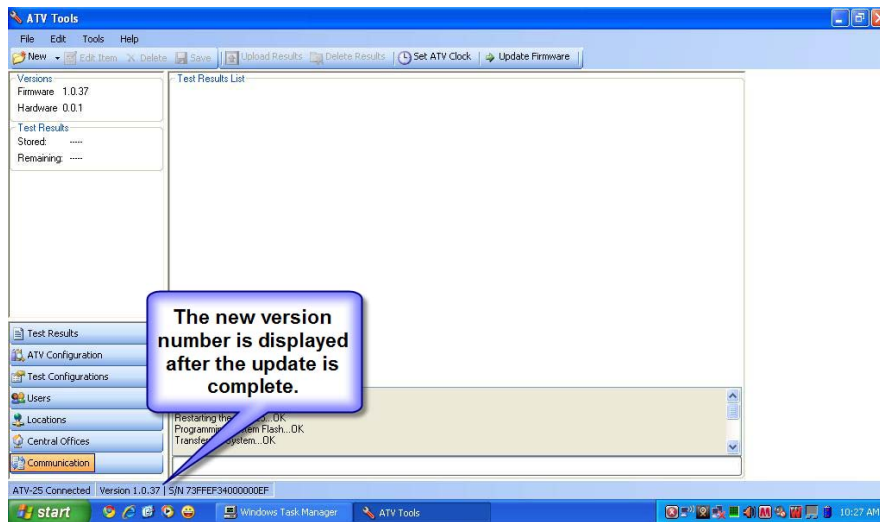 ATV Tools
File Edit Tools Help
New Edit Item Delete Save Upload Results Delete Results Set ATV Clock Update Firmware
Versions
Firmware 1.0.37
Hardware 0.0.1
Test Results
Stored: -----
Remaining: -----
Test Results List
The new version
number is displayed
after the update is
complete.
Test Results
ATV Configuration
Test Configurations
Users
Locations
Central Offices
Communication
Restarting the OK
Programming System Flash...OK
System...OK
ATV-25 Connected Version 1.0.37 S/N 73FFEF34000000EF
start Windows Task Manager ATV Tools 10:27 AM